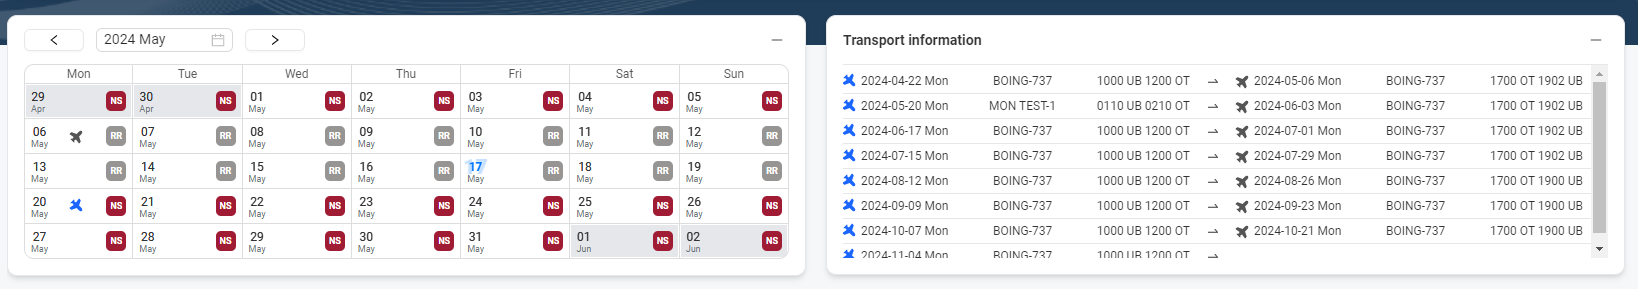 2024 May
Mon Tue Wed Thu Fri Sat Sun
29 NS 30 NS 01 NS 02 NS 03 NS 04 NS 05 NS
Apr Apr May May May May May
06 RR 07 RR 08 RR 09 RR 10 RR 11 RR 12 RR
May May May May May May May
13 RR 14 RR 15 RR 16 RR 17 RR 18 RR 19 RR
May May May May May May May
20 NS 21 NS 22 NS 23 NS 24 NS 25 NS 26 NS
May May May May May May May
27 NS 28 NS 29 NS 30 NS 31 NS 01 NS 02 NS
May May May May May Jun Jun
Transport information
2024-04-22 Mon BOING-737 1000 UB 1200 OT → 2024-05-06 Mon BOING-737 1700 OT 1902 UB
2024-05-20 Mon MON TEST-1 0110 UB 0210 OT → 2024-06-03 Mon BOING-737 1700 OT 1902 UB
2024-06-17 Mon BOING-737 1000 UB 1200 OT → 2024-07-01 Mon BOING-737 1700 OT 1902 UB
2024-07-15 Mon BOING-737 1000 UB 1200 OT → 2024-07-29 Mon BOING-737 1700 OT 1902 UB
2024-08-12 Mon BOING-737 1000 UB 1200 OT → 2024-08-26 Mon BOING-737 1700 OT 1900 UB
2024-09-09 Mon BOING-737 1000 UB 1200 OT → 2024-09-23 Mon BOING-737 1700 OT 1900 UB
2024-10-07 Mon BOING-737 1000 UB 1200 OT → 2024-10-21 Mon BOING-737 1700 OT 1900 UB
2024-11-04 Mon BOING-737 1000 UB 1200 OT →